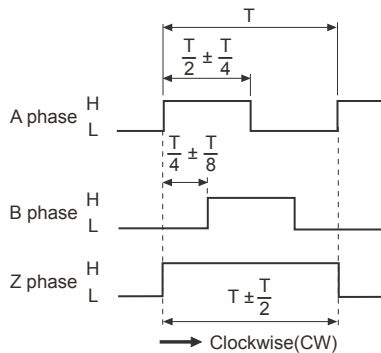 T
T/2 ± T/4
A phase H
L
T/4 ± T/8
B phase H
L
Z phase H
L
T ± T/2
Clockwise(CW)